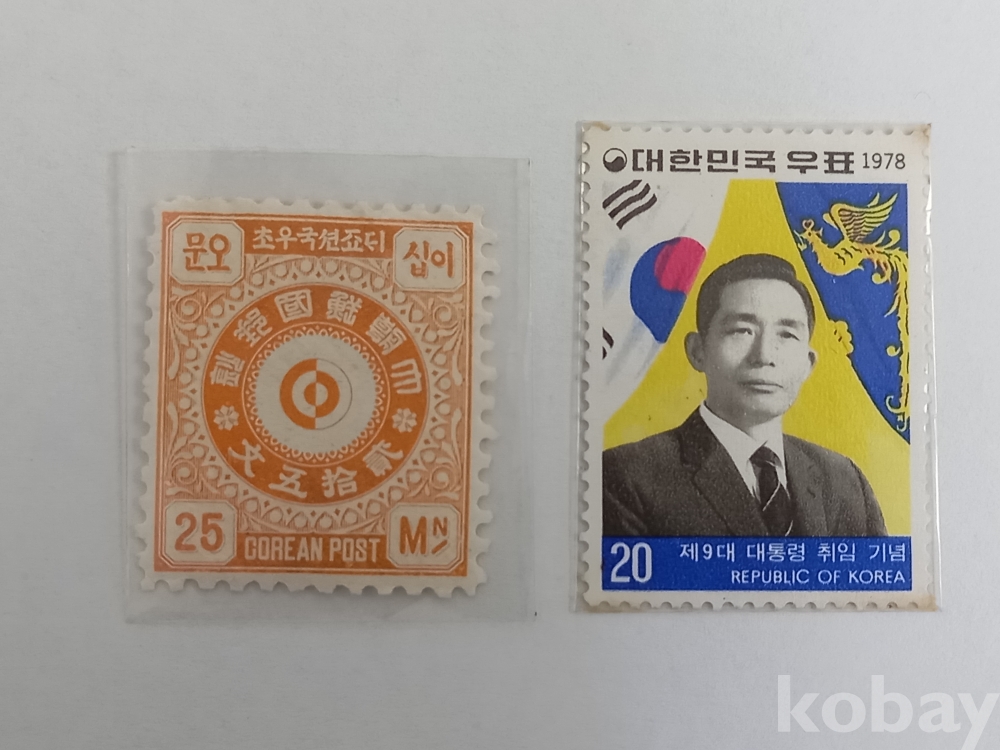 문오 초우국션죠디 십이
鈔郵國鮮朝大
文五拾貳
25 COREAN POST MN
대한민국 우표 1978
20 제9대 대통령 취임 기념
REPUBLIC OF KOREA
kobay